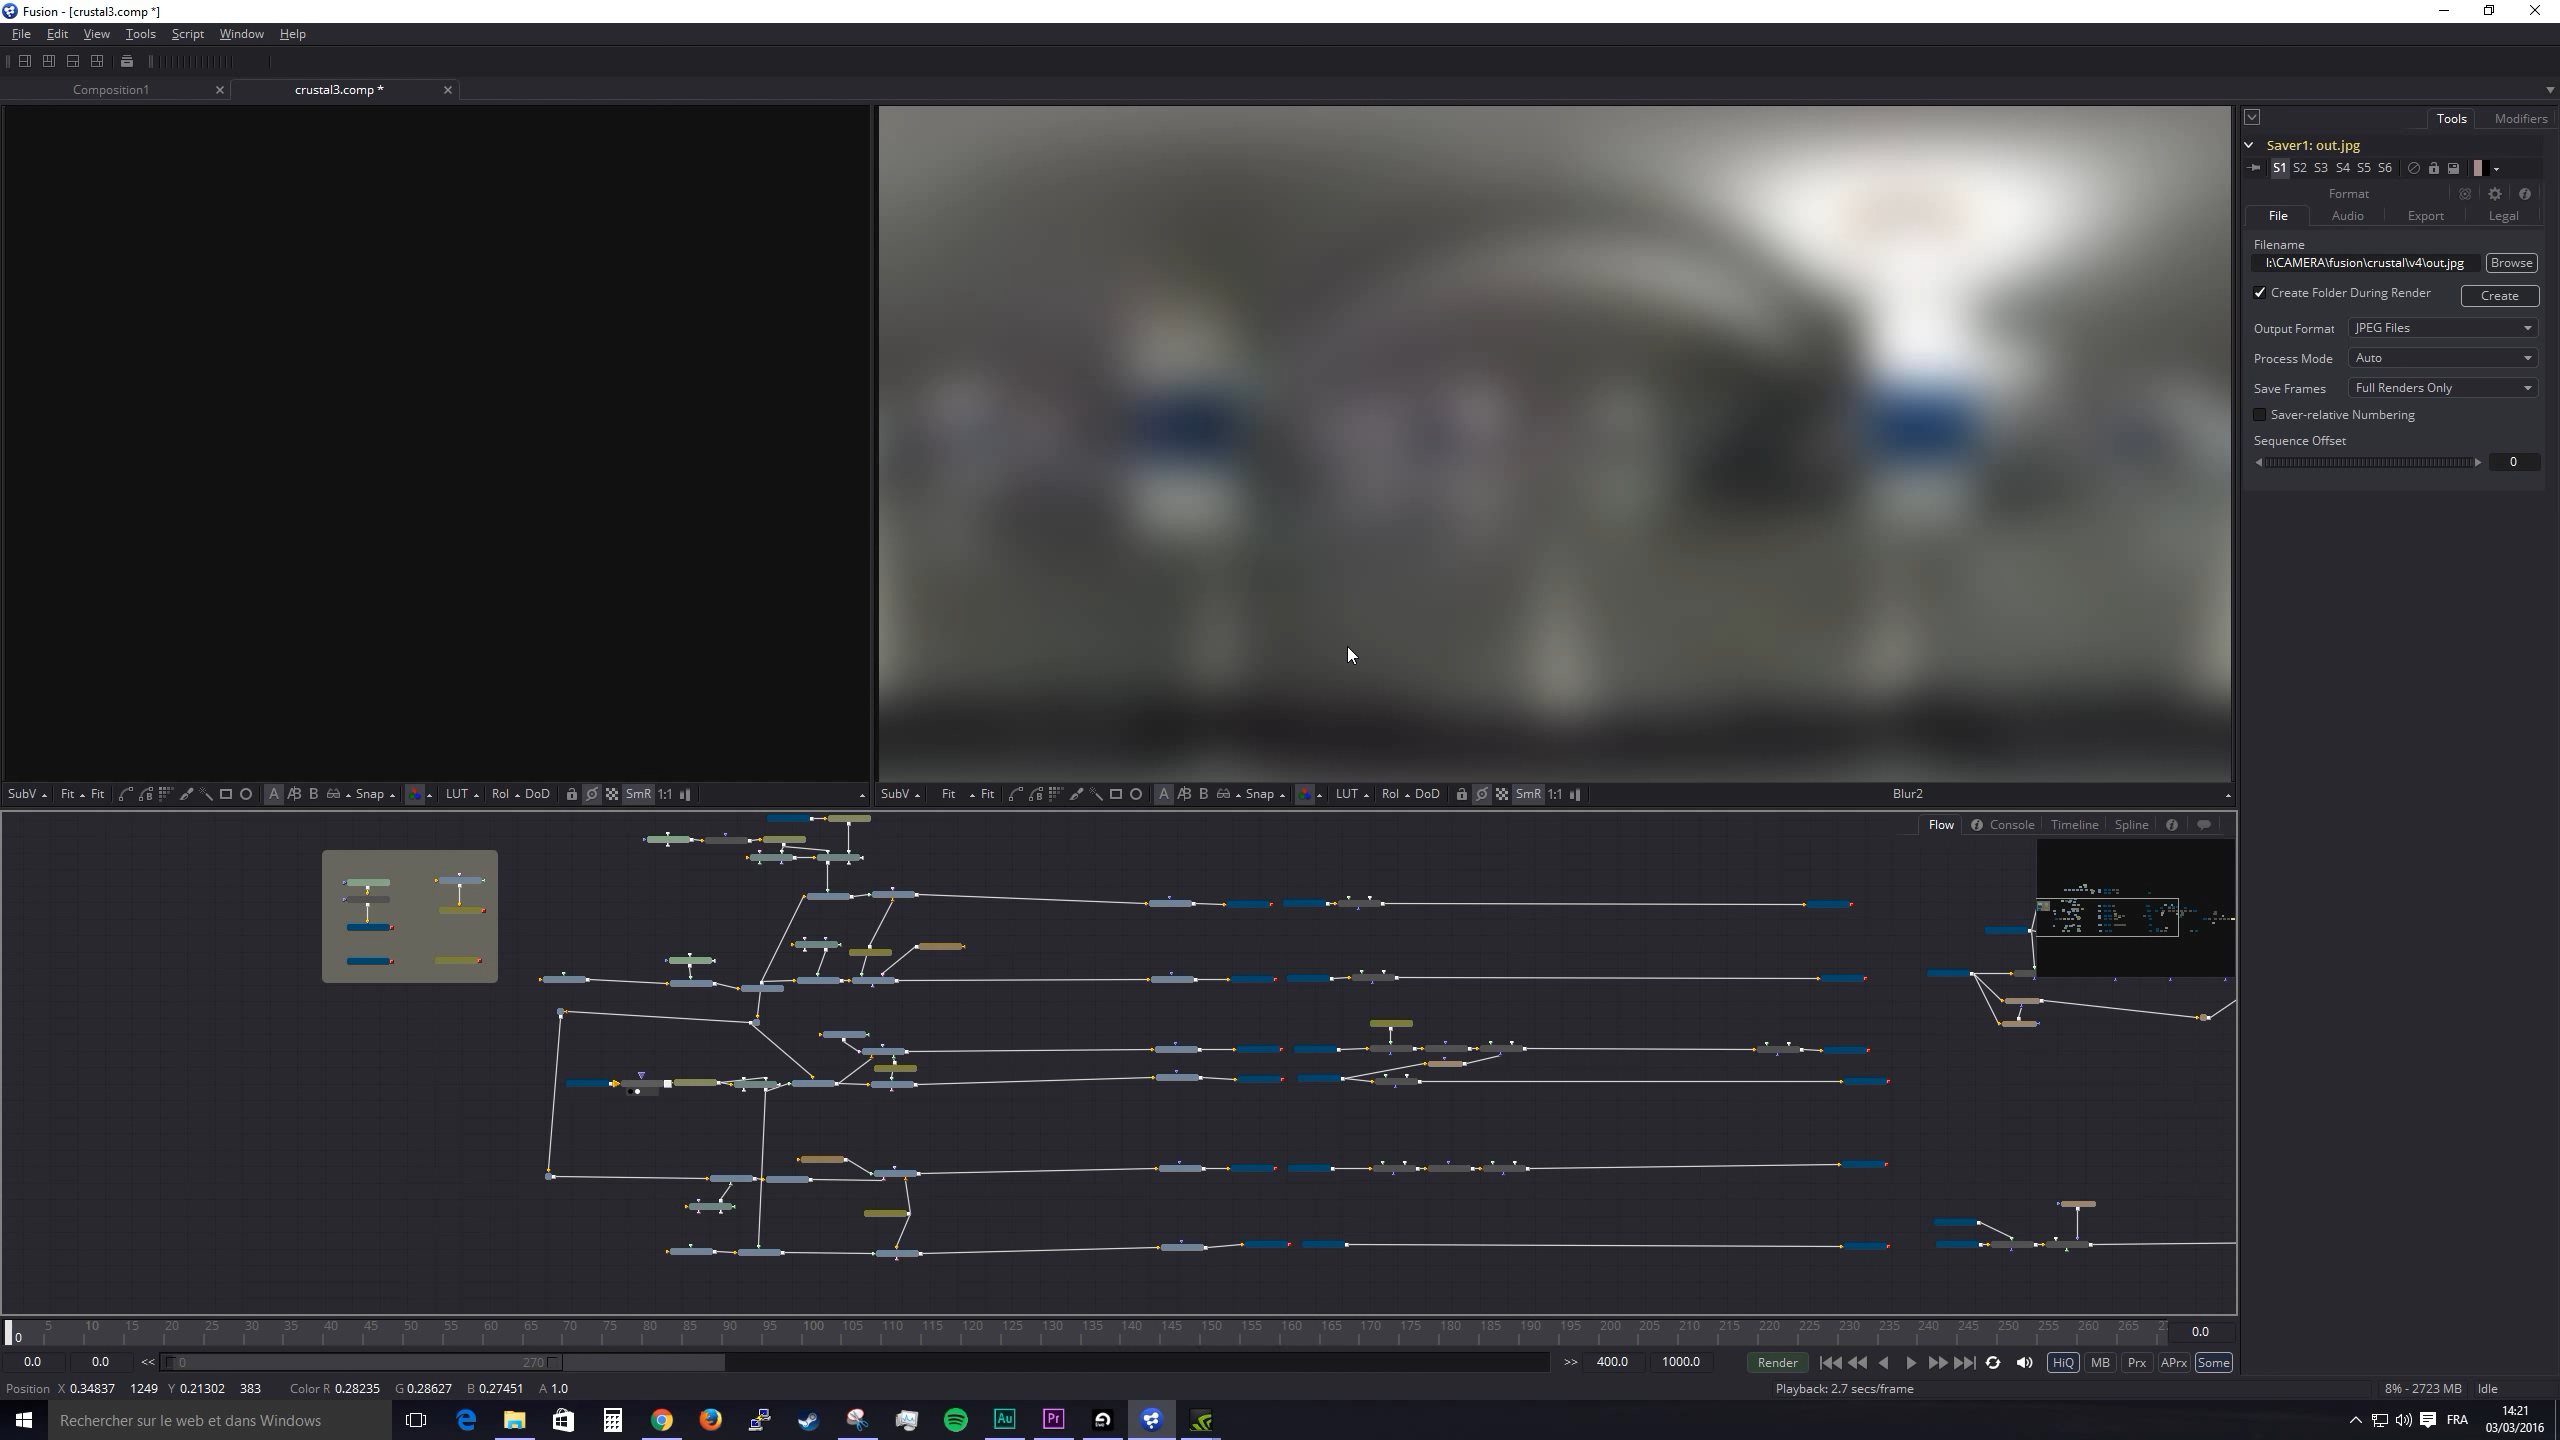 Fusion - [crustal3.comp *]
File Edit View Tools Script Window Help
Composition1 crustal3.comp *
Tools Modifiers
Saver1: out.jpg
S1 S2 S3 S4 S5 S6
Format
File Audio Export Legal
Filename
I:\CAMERA\fusion\crustal\v4\out.jpg Browse
Create Folder During Render Create
Output Format JPEG Files
Process Mode Auto
Save Frames Full Renders Only
Saver-relative Numbering
Sequence Offset
0
SubV Fit Fit A B Snap LUT RoI DoD SmR 1:1
SubV Fit Fit A B Snap LUT RoI DoD SmR 1:1 Blur2
Flow Console Timeline Spline
0 5 10 15 20 25 30 35 40 45 50 55 60 65 70 75 80 85 90 95 100 105 110 115 120 125 130 135 140 145 150 155 160 165 170 175 180 185 190 195 200 205 210 215 220 225 230 235 240 245 250 255 260 265 0.0
0.0 0.0 << 0 270 >> 400.0 1000.0 Render HiQ MB Prx APrx Some
Position X 0.34837 1249 Y 0.21302 383 Color R 0.28235 G 0.28627 B 0.27451 A 1.0 Playback: 2.7 secs/frame 8% - 2723 MB Idle
Rechercher sur le web et dans Windows
Au Pr
FRA
14:21
03/03/2016